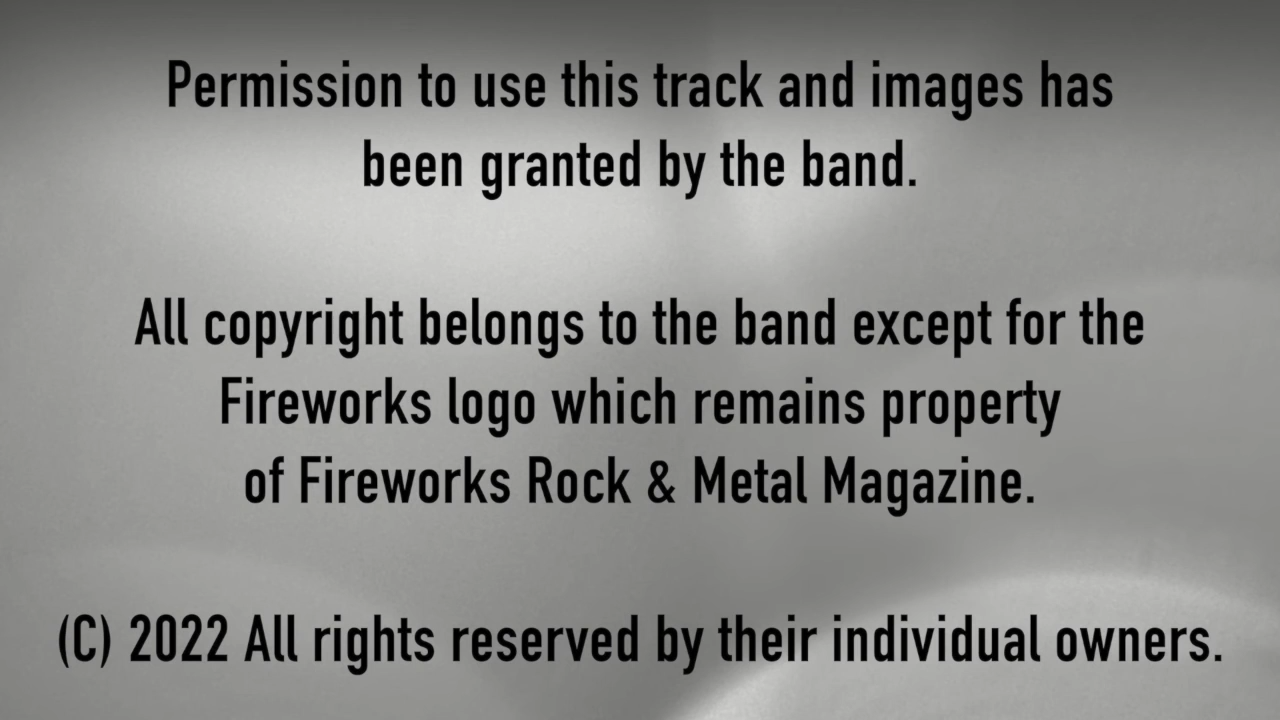 Permission to use this track and images has
been granted by the band.
All copyright belongs to the band except for the
Fireworks logo which remains property
of Fireworks Rock & Metal Magazine.
(C) 2022 All rights reserved by their individual owners.